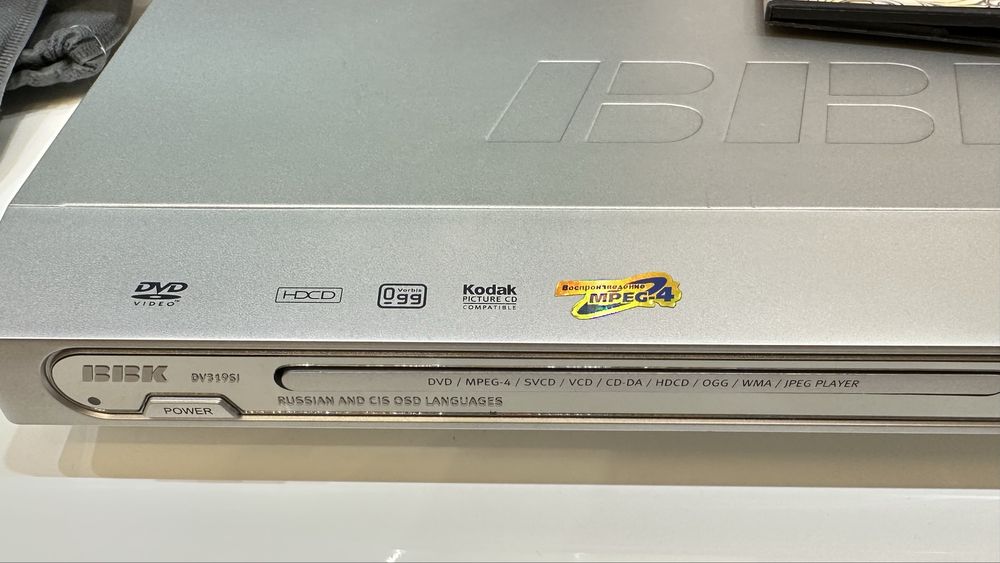 BBK
DVD
VIDEO™
HDCD
Vorbis
Ogg
Kodak
PICTURE CD
COMPATIBLE
Воспроизведение
MPEG-4
BBK DV319SI
DVD / MPEG-4 / SVCD / VCD / CD-DA / HDCD / OGG / WMA / JPEG PLAYER
RUSSIAN AND CIS OSD LANGUAGES
POWER